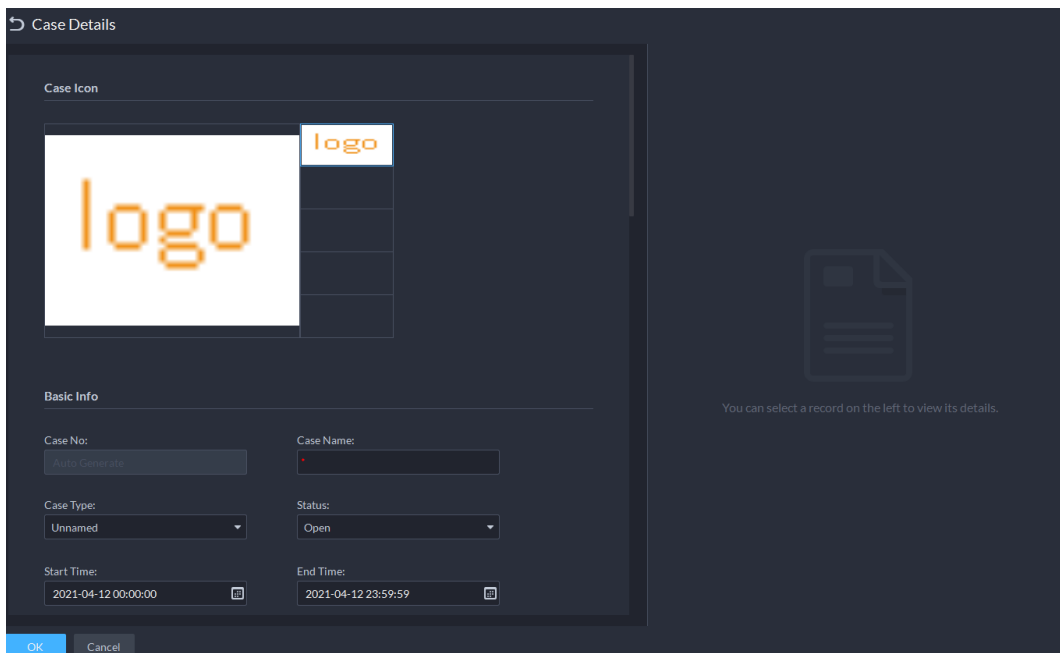 Case Details
Case Icon
logo
logo
Basic Info
Case No:
Case Name:
Auto Generate
*
Case Type:
Status:
Unnamed
Open
Start Time:
End Time:
2021-04-12 00:00:00
2021-04-12 23:59:59
You can select a record on the left to view its details.
OK
Cancel